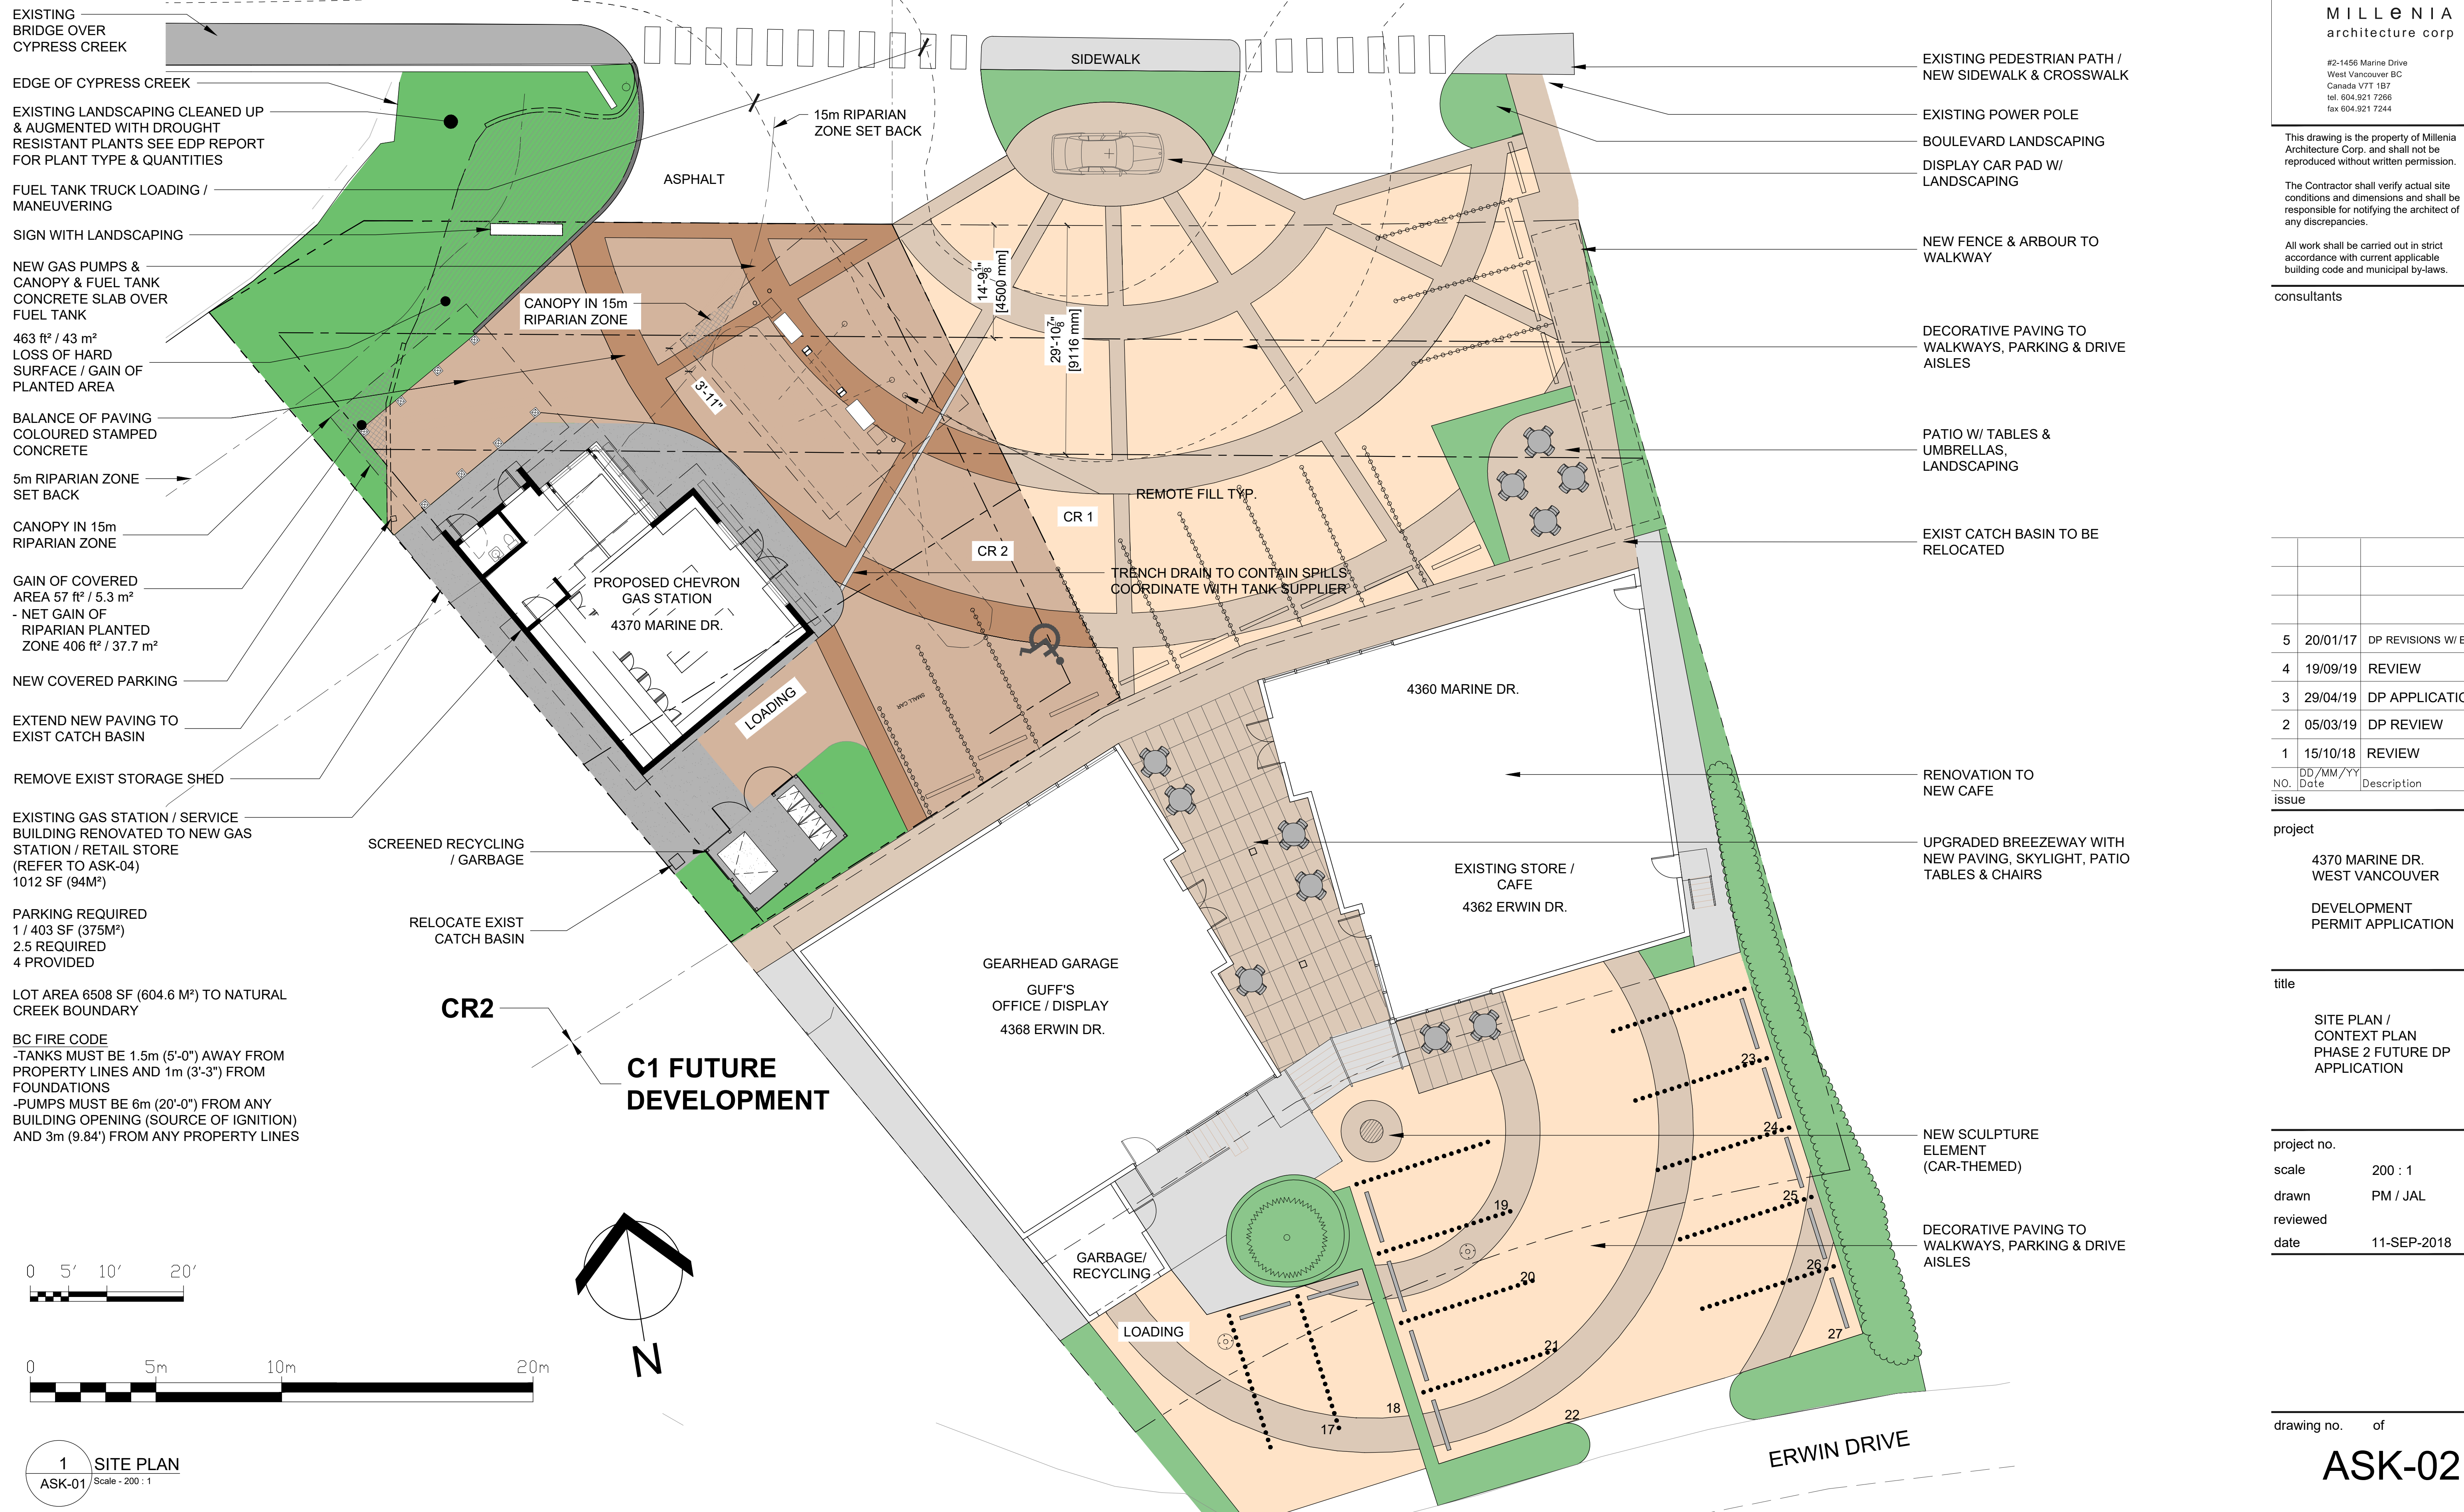 EXISTING
BRIDGE OVER
CYPRESS CREEK
EDGE OF CYPRESS CREEK
EXISTING LANDSCAPING CLEANED UP
& AUGMENTED WITH DROUGHT
RESISTANT PLANTS SEE EDP REPORT
FOR PLANT TYPE & QUANTITIES
FUEL TANK TRUCK LOADING /
MANEUVERING
SIGN WITH LANDSCAPING
NEW GAS PUMPS &
CANOPY & FUEL TANK
CONCRETE SLAB OVER
FUEL TANK
463 ft² / 43 m²
LOSS OF HARD
SURFACE / GAIN OF
PLANTED AREA
BALANCE OF PAVING
COLOURED STAMPED
CONCRETE
5m RIPARIAN ZONE
SET BACK
CANOPY IN 15m
RIPARIAN ZONE
GAIN OF COVERED
AREA 57 ft² / 5.3 m²
- NET GAIN OF
RIPARIAN PLANTED
ZONE 406 ft² / 37.7 m²
NEW COVERED PARKING
EXTEND NEW PAVING TO
EXIST CATCH BASIN
REMOVE EXIST STORAGE SHED
EXISTING GAS STATION / SERVICE
BUILDING RENOVATED TO NEW GAS
STATION / RETAIL STORE
(REFER TO ASK-04)
1012 SF (94M²)
PARKING REQUIRED
1 / 403 SF (375M²)
2.5 REQUIRED
4 PROVIDED
LOT AREA 6508 SF (604.6 M²) TO NATURAL
CREEK BOUNDARY
BC FIRE CODE
-TANKS MUST BE 1.5m (5'-0") AWAY FROM
PROPERTY LINES AND 1m (3'-3") FROM
FOUNDATIONS
-PUMPS MUST BE 6m (20'-0") FROM ANY
BUILDING OPENING (SOURCE OF IGNITION)
AND 3m (9.84') FROM ANY PROPERTY LINES
0 5' 10' 20'
0 5m 10m 20m
1
ASK-01
SITE PLAN
Scale - 200 : 1
SIDEWALK
15m RIPARIAN
ZONE SET BACK
ASPHALT
CANOPY IN 15m
RIPARIAN ZONE
14'-9 1/8"
[4500 mm]
29'-10 7/8"
[9116 mm]
3'-11"
REMOTE FILL TYP.
CR 1
CR 2
TRENCH DRAIN TO CONTAIN SPILLS
COORDINATE WITH TANK SUPPLIER
PROPOSED CHEVRON
GAS STATION
4370 MARINE DR.
SMALL CAR
LOADING
SCREENED RECYCLING
/ GARBAGE
RELOCATE EXIST
CATCH BASIN
CR2
C1 FUTURE
DEVELOPMENT
N
4360 MARINE DR.
EXISTING STORE /
CAFE
4362 ERWIN DR.
GEARHEAD GARAGE
GUFF'S
OFFICE / DISPLAY
4368 ERWIN DR.
GARBAGE/
RECYCLING
LOADING
17
18
19
20
21
22
23
24
25
26
27
ERWIN DRIVE
EXISTING PEDESTRIAN PATH /
NEW SIDEWALK & CROSSWALK
EXISTING POWER POLE
BOULEVARD LANDSCAPING
DISPLAY CAR PAD W/
LANDSCAPING
NEW FENCE & ARBOUR TO
WALKWAY
DECORATIVE PAVING TO
WALKWAYS, PARKING & DRIVE
AISLES
PATIO W/ TABLES &
UMBRELLAS,
LANDSCAPING
EXIST CATCH BASIN TO BE
RELOCATED
RENOVATION TO
NEW CAFE
UPGRADED BREEZEWAY WITH
NEW PAVING, SKYLIGHT, PATIO
TABLES & CHAIRS
NEW SCULPTURE
ELEMENT
(CAR-THEMED)
DECORATIVE PAVING TO
WALKWAYS, PARKING & DRIVE
AISLES
MILLeNIA
architecture corp
#2-1456 Marine Drive
West Vancouver BC
Canada V7T 1B7
tel. 604.921 7266
fax 604.921 7244
This drawing is the property of Millenia
Architecture Corp. and shall not be
reproduced without written permission.
The Contractor shall verify actual site
conditions and dimensions and shall be
responsible for notifying the architect of
any discrepancies.
All work shall be carried out in strict
accordance with current applicable
building code and municipal by-laws.
consultants
5 20/01/17 DP REVISIONS W/
4 19/09/19 REVIEW
3 29/04/19 DP APPLICATIO
2 05/03/19 DP REVIEW
1 15/10/18 REVIEW
NO. DD/MM/YY Date Description
issue
project
4370 MARINE DR.
WEST VANCOUVER
DEVELOPMENT
PERMIT APPLICATION
title
SITE PLAN /
CONTEXT PLAN
PHASE 2 FUTURE DP
APPLICATION
project no.
scale 200 : 1
drawn PM / JAL
reviewed
date 11-SEP-2018
drawing no. of
ASK-02